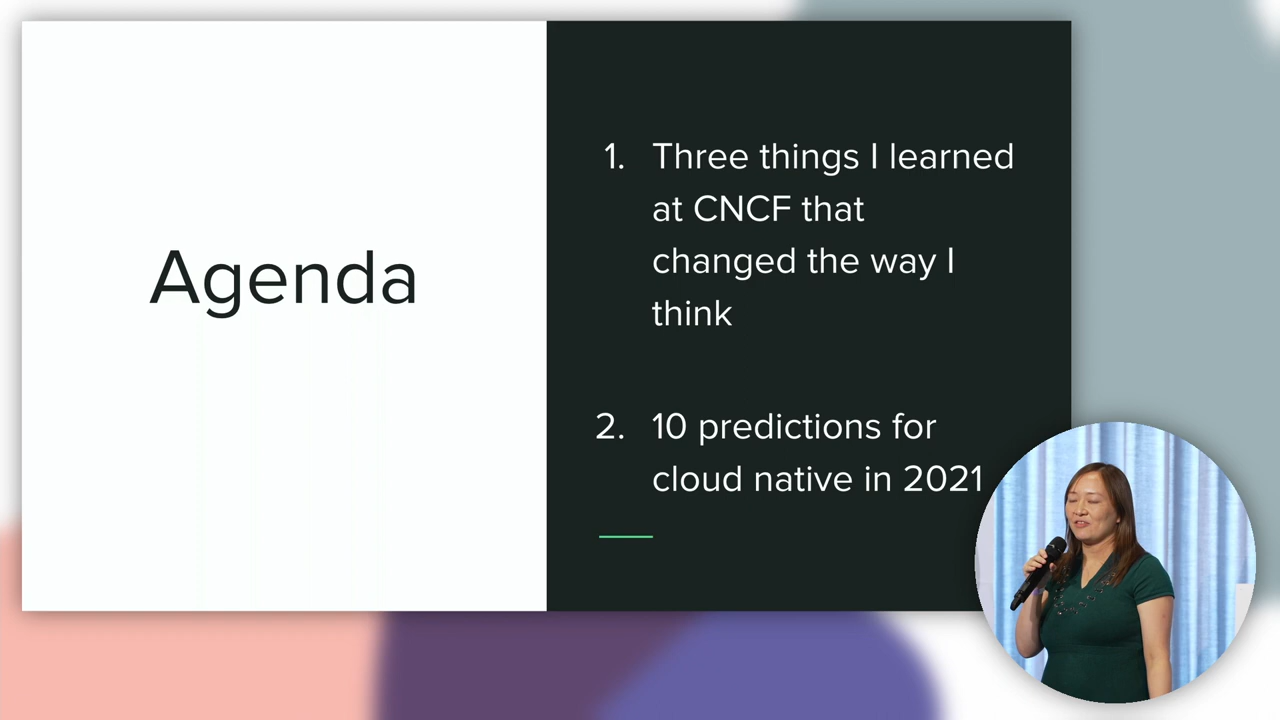 Agenda
1. Three things I learned
at CNCF that
changed the way I
think
2. 10 predictions for
cloud native in 2021